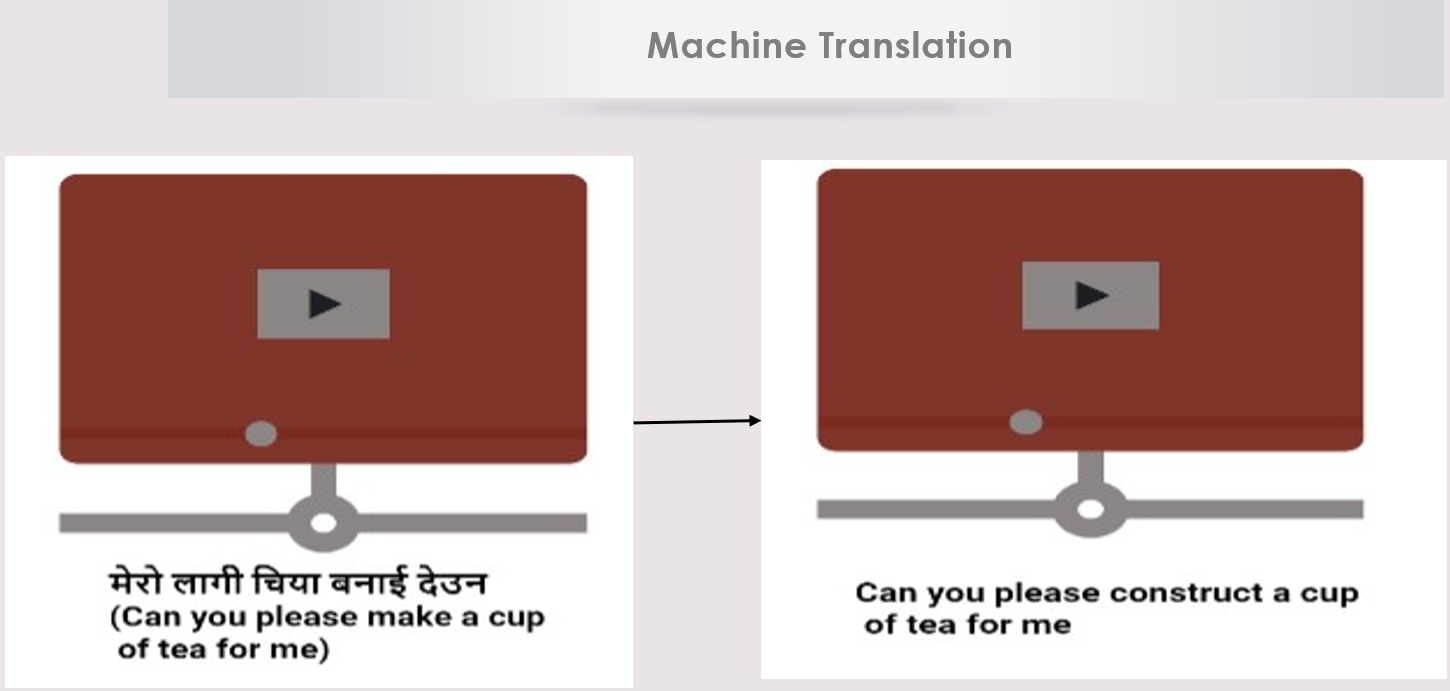 Machine Translation
मेरो लागी चिया बनाई देउन
(Can you please make a cup
of tea for me)
Can you please construct a cup
of tea for me